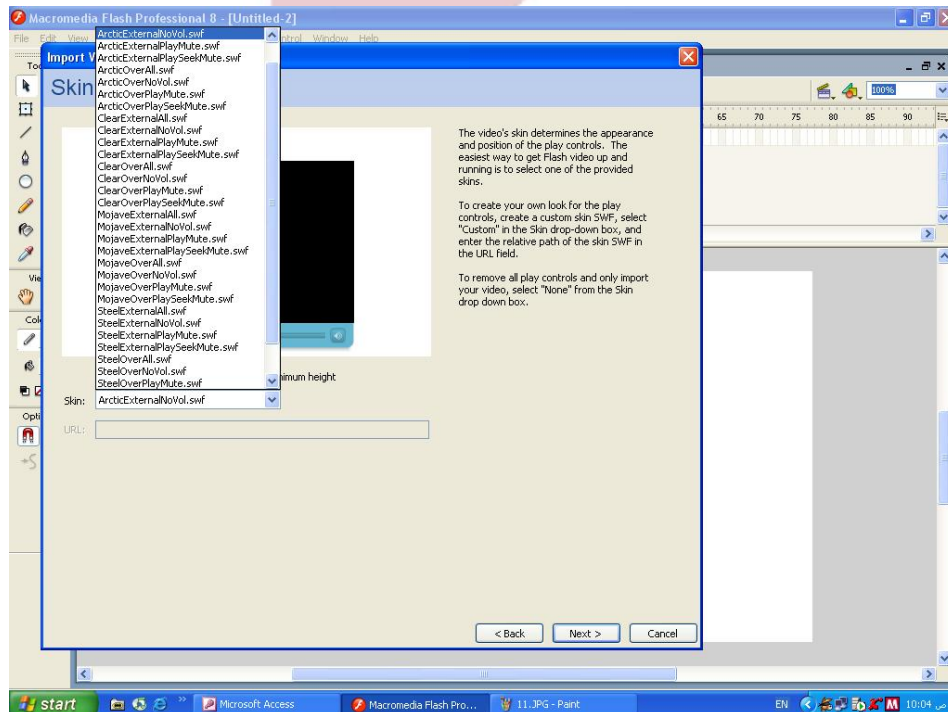 Macromedia Flash Professional 8 - [Untitled-2]
File Edit View Control Window Help
Import V
Skin
100%
65 70 75 80 85 90
ArcticExternalNoVol.swf
ArcticExternalPlayMute.swf
ArcticExternalPlaySeekMute.swf
ArcticOverAll.swf
ArcticOverNoVol.swf
ArcticOverPlayMute.swf
ArcticOverPlaySeekMute.swf
ClearExternalAll.swf
ClearExternalNoVol.swf
ClearExternalPlayMute.swf
ClearExternalPlaySeekMute.swf
ClearOverAll.swf
ClearOverNoVol.swf
ClearOverPlayMute.swf
ClearOverPlaySeekMute.swf
MojaveExternalAll.swf
MojaveExternalNoVol.swf
MojaveExternalPlayMute.swf
MojaveExternalPlaySeekMute.swf
MojaveOverAll.swf
MojaveOverNoVol.swf
MojaveOverPlayMute.swf
MojaveOverPlaySeekMute.swf
SteelExternalAll.swf
SteelExternalNoVol.swf
SteelExternalPlayMute.swf
SteelExternalPlaySeekMute.swf
SteelOverAll.swf
SteelOverNoVol.swf
SteelOverPlayMute.swf
The video's skin determines the appearance
and position of the play controls. The
easiest way to get Flash video up and
running is to select one of the provided
skins.
To create your own look for the play
controls, create a custom skin SWF, select
"Custom" in the Skin drop-down box, and
enter the relative path of the skin SWF in
the URL field.
To remove all play controls and only import
your video, select "None" from the Skin
drop down box.
nimum height
Skin: ArcticExternalNoVol.swf
URL:
< Back Next > Cancel
start Microsoft Access Macromedia Flash Pro... 11.JPG - Paint EN 10:04